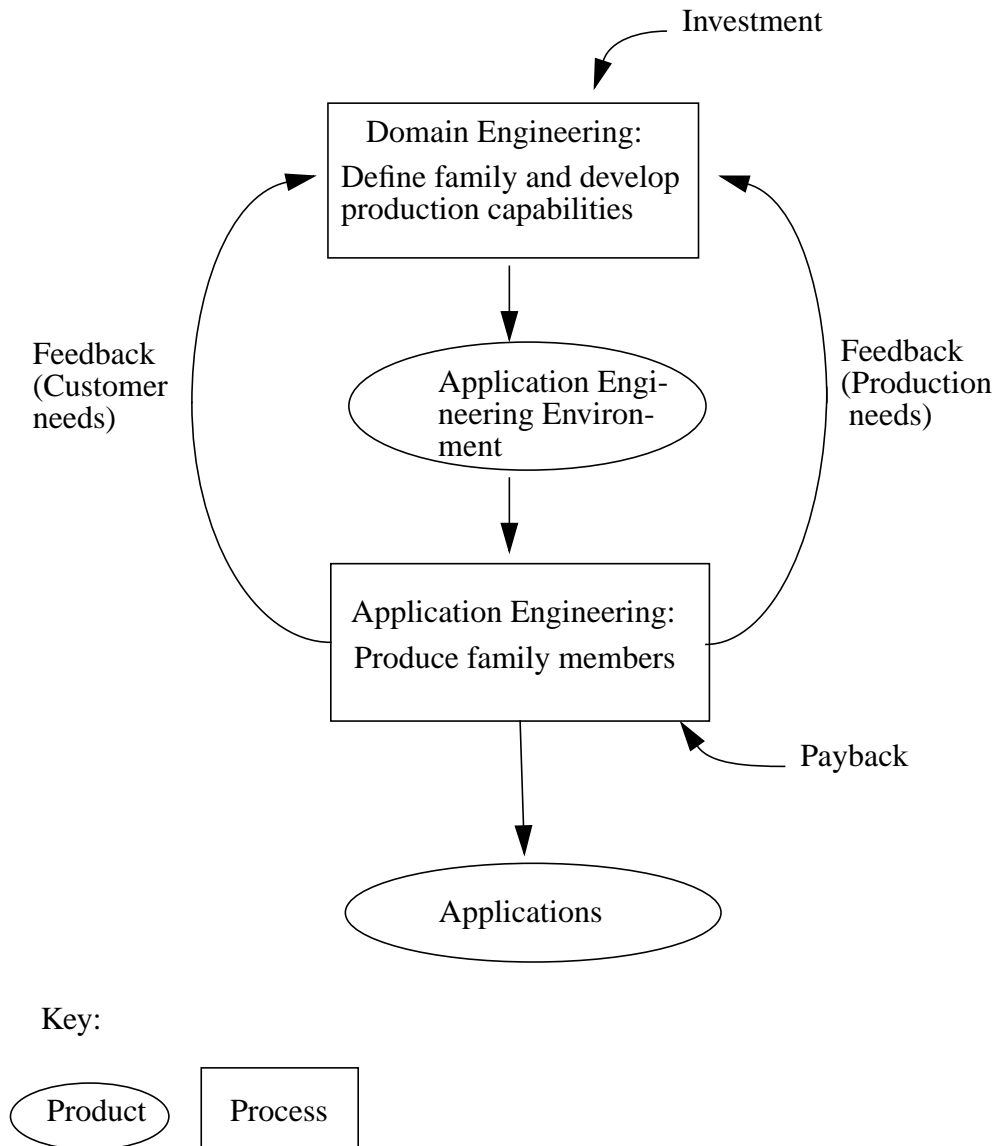 Investment
Domain Engineering:
Define family and develop
production capabilities
Feedback
(Customer
needs)
Feedback
(Production
needs)
Application Engi-
neering Environ-
ment
Application Engineering:
Produce family members
Payback
Applications
Key:
Product
Process